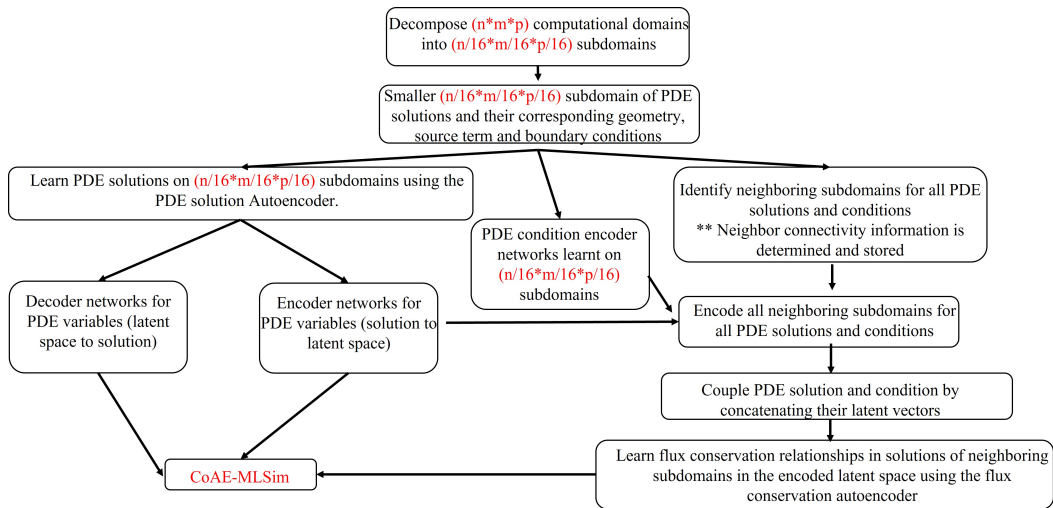 Decompose (n*m*p) computational domains
into (n/16*m/16*p/16) subdomains
Smaller (n/16*m/16*p/16) subdomain of PDE
solutions and their corresponding geometry,
source term and boundary conditions
Learn PDE solutions on (n/16*m/16*p/16) subdomains using the
PDE solution Autoencoder.
PDE condition encoder
networks learnt on
(n/16*m/16*p/16)
subdomains
Identify neighboring subdomains for all PDE
solutions and conditions
** Neighbor connectivity information is
determined and stored
Decoder networks for
PDE variables (latent
space to solution)
Encoder networks for
PDE variables (solution to
latent space)
Encode all neighboring subdomains for
all PDE solutions and conditions
Couple PDE solution and condition by
concatenating their latent vectors
Learn flux conservation relationships in solutions of neighboring
subdomains in the encoded latent space using the flux
conservation autoencoder
CoAE-MLSim